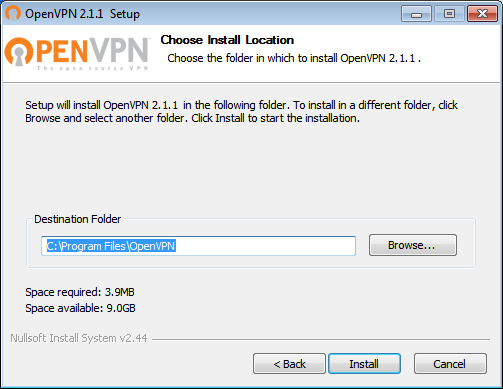 OpenVPN 2.1.1 Setup
OPENVPN™
The open source VPN
Choose Install Location
Choose the folder in which to install OpenVPN 2.1.1 .
Setup will install OpenVPN 2.1.1 in the following folder. To install in a different folder, click
Browse and select another folder. Click Install to start the installation.
Destination Folder
C:\Program Files\OpenVPN
Browse...
Space required: 3.9MB
Space available: 9.0GB
Nullsoft Install System v2.44
< Back
Install
Cancel